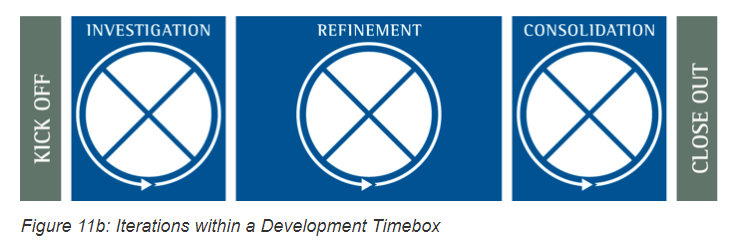 KICK OFF
INVESTIGATION
REFINEMENT
CONSOLIDATION
CLOSE OUT
Figure 11b: Iterations within a Development Timebox